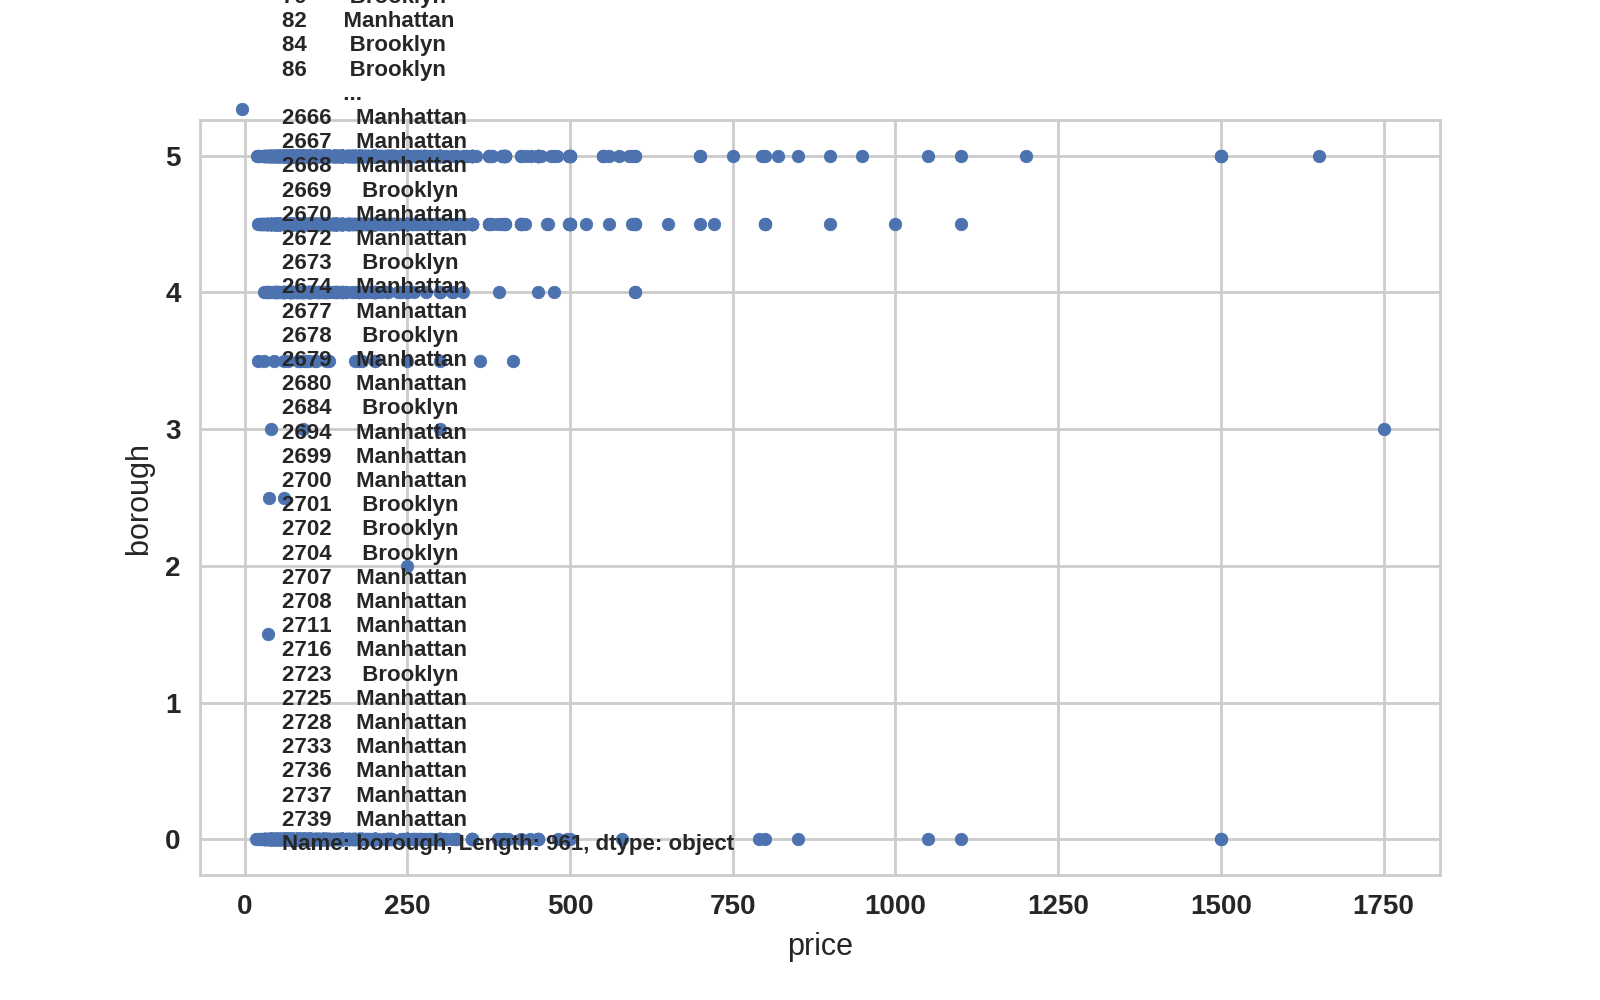 82 Manhattan
84 Brooklyn
86 Brooklyn
...
2666 Manhattan
2667 Manhattan
2668 Manhattan
2669 Brooklyn
2670 Manhattan
2672 Manhattan
2673 Brooklyn
2674 Manhattan
2677 Manhattan
2678 Brooklyn
2679 Manhattan
2680 Manhattan
2684 Brooklyn
2694 Manhattan
2699 Manhattan
2700 Manhattan
2701 Brooklyn
2702 Brooklyn
2704 Brooklyn
2707 Manhattan
2708 Manhattan
2711 Manhattan
2716 Manhattan
2723 Brooklyn
2725 Manhattan
2728 Manhattan
2733 Manhattan
2736 Manhattan
2737 Manhattan
2739 Manhattan
Name: borough, Length: 961, dtype: object
5
4
3
2
1
0
borough
0 250 500 750 1000 1250 1500 1750
price